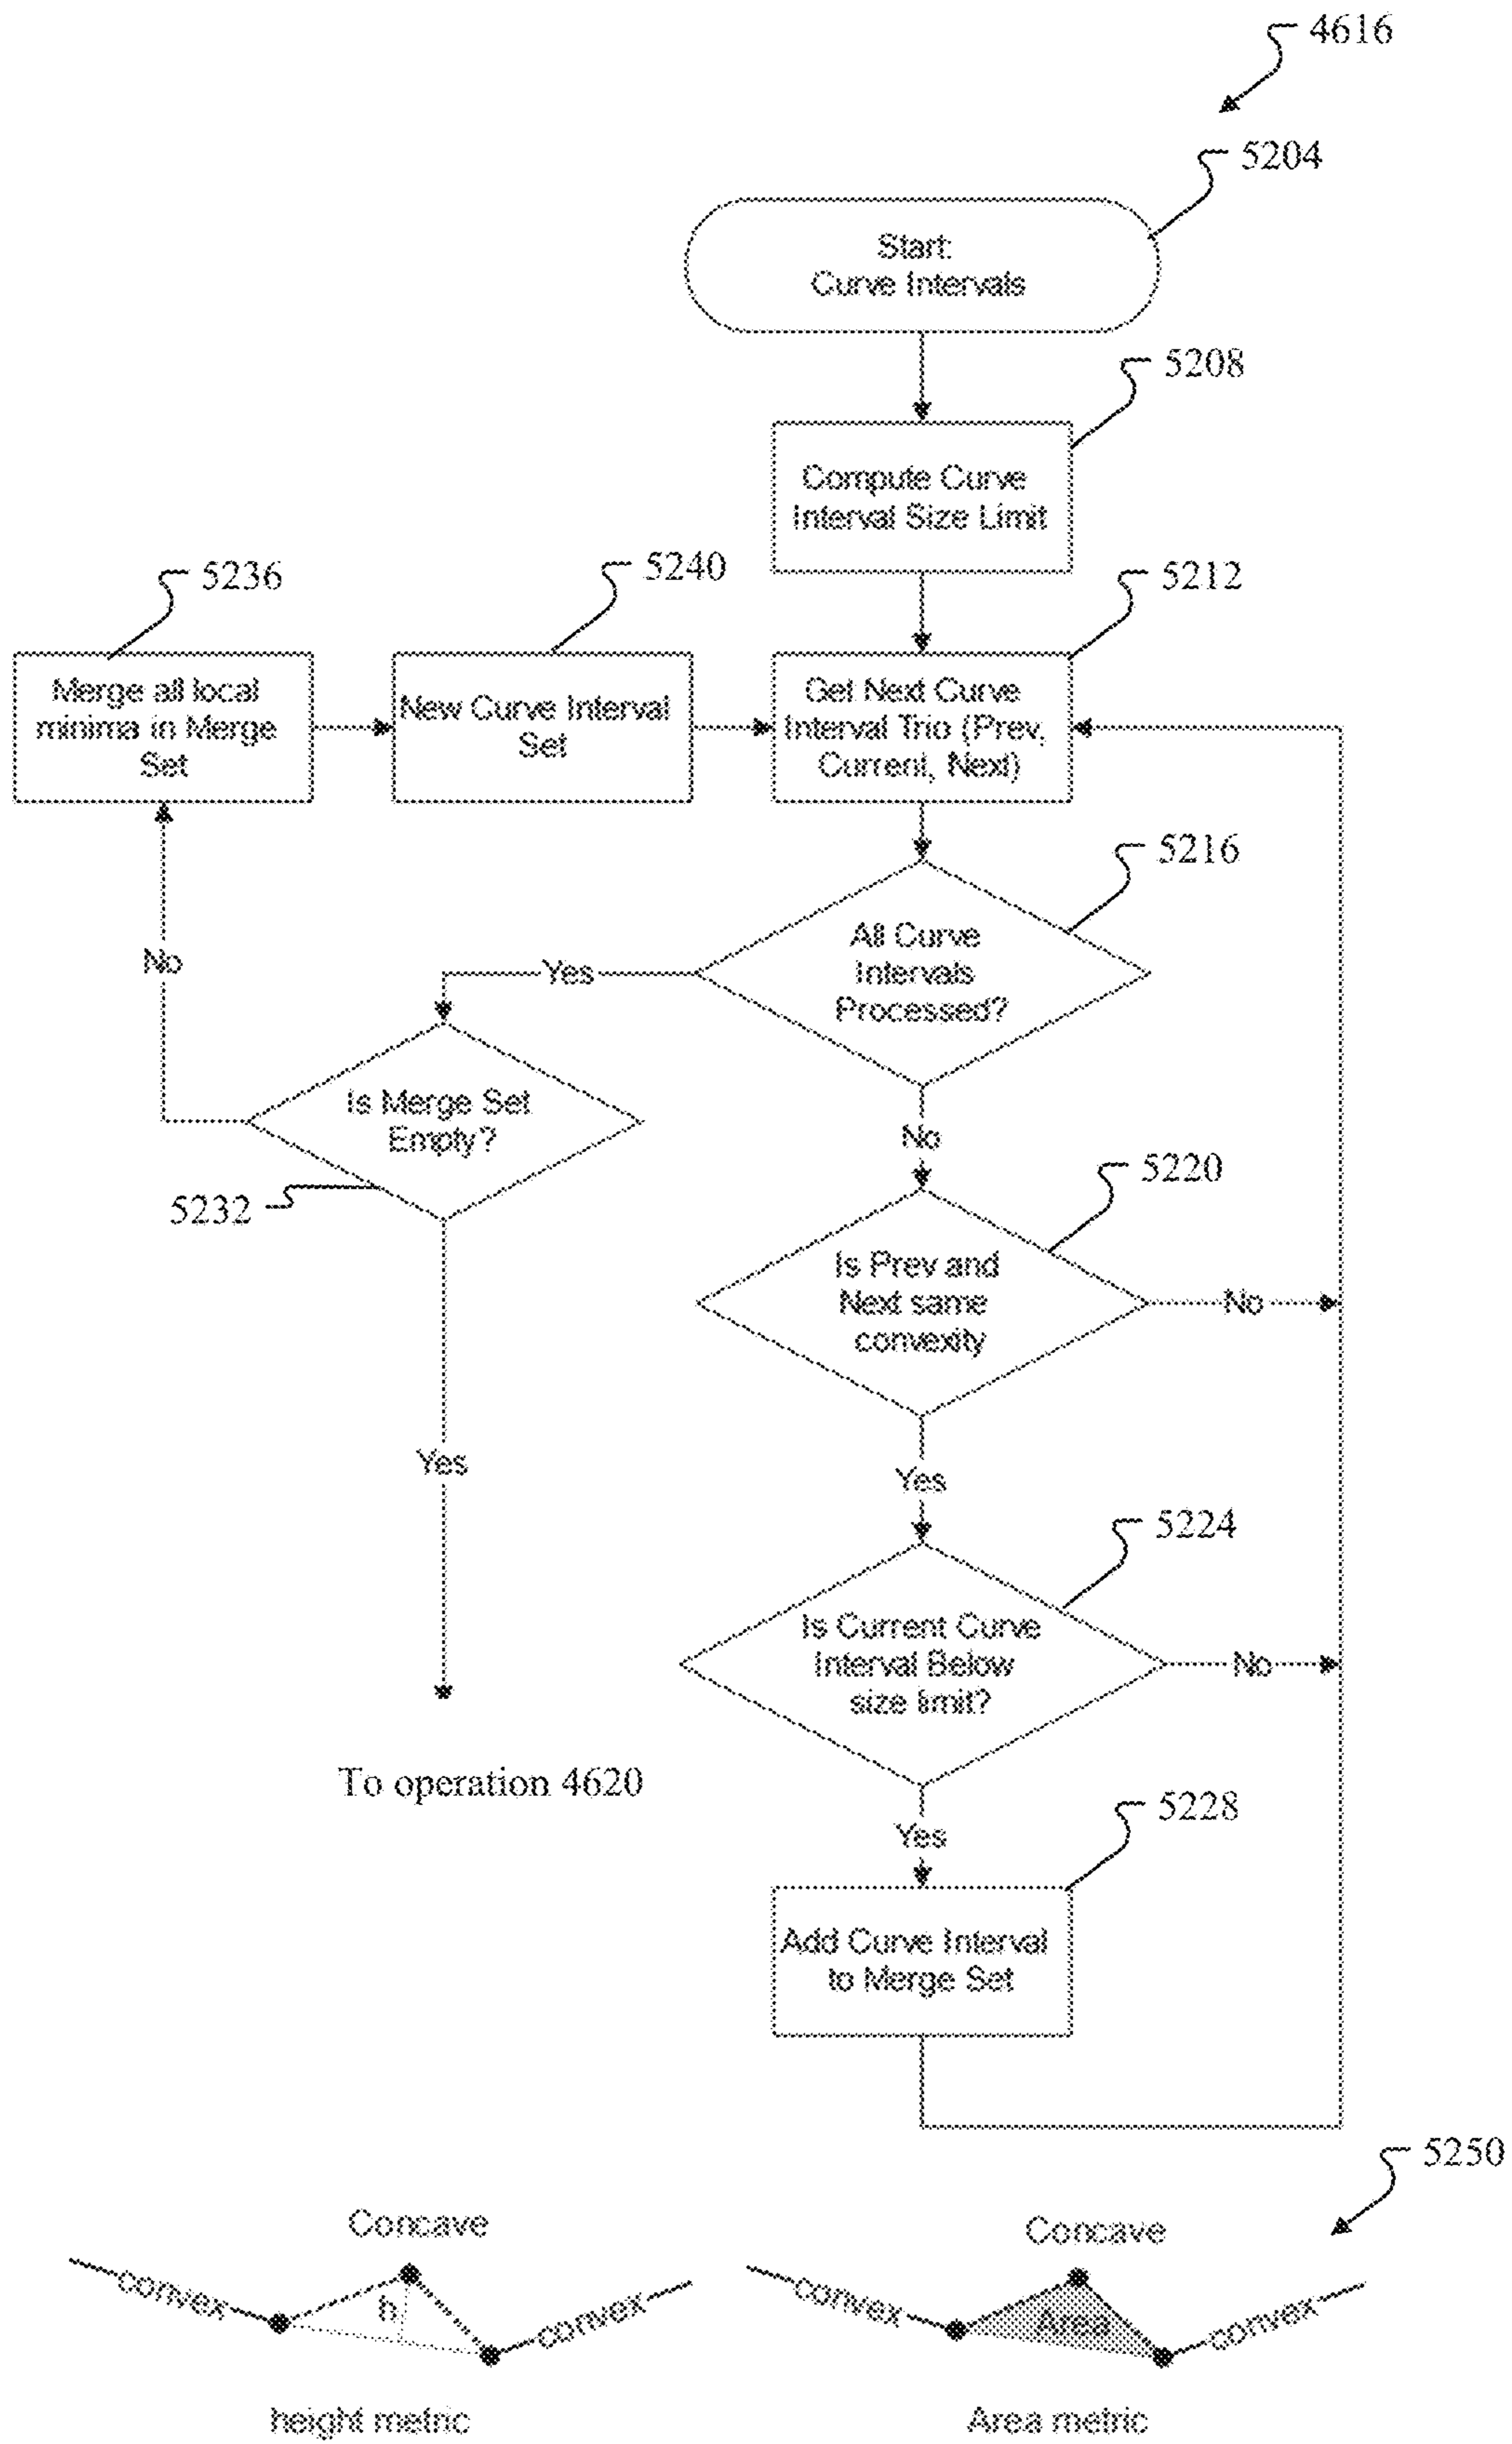 4616
5204
Start:
Curve Intervals
5208
Compute Curve
Interval Size Limit
5236
5240
5212
Merge all local
minima in Merge
Set
New Curve Interval
Set
Get Next Curve
Interval Trio (Prev,
Current, Next)
5216
All Curve
Intervals
Processed?
No
Yes
Is Merge Set
Empty?
5232
No
5220
Is Prev and
Next same
convexity
No
Yes
Yes
5224
Is Current Curve
Interval Below
size limit?
No
To operation 4620
Yes
5228
Add Curve Interval
to Merge Set
5250
Concave
convex
h
convex
height metric
Concave
convex
Area
convex
Area metric